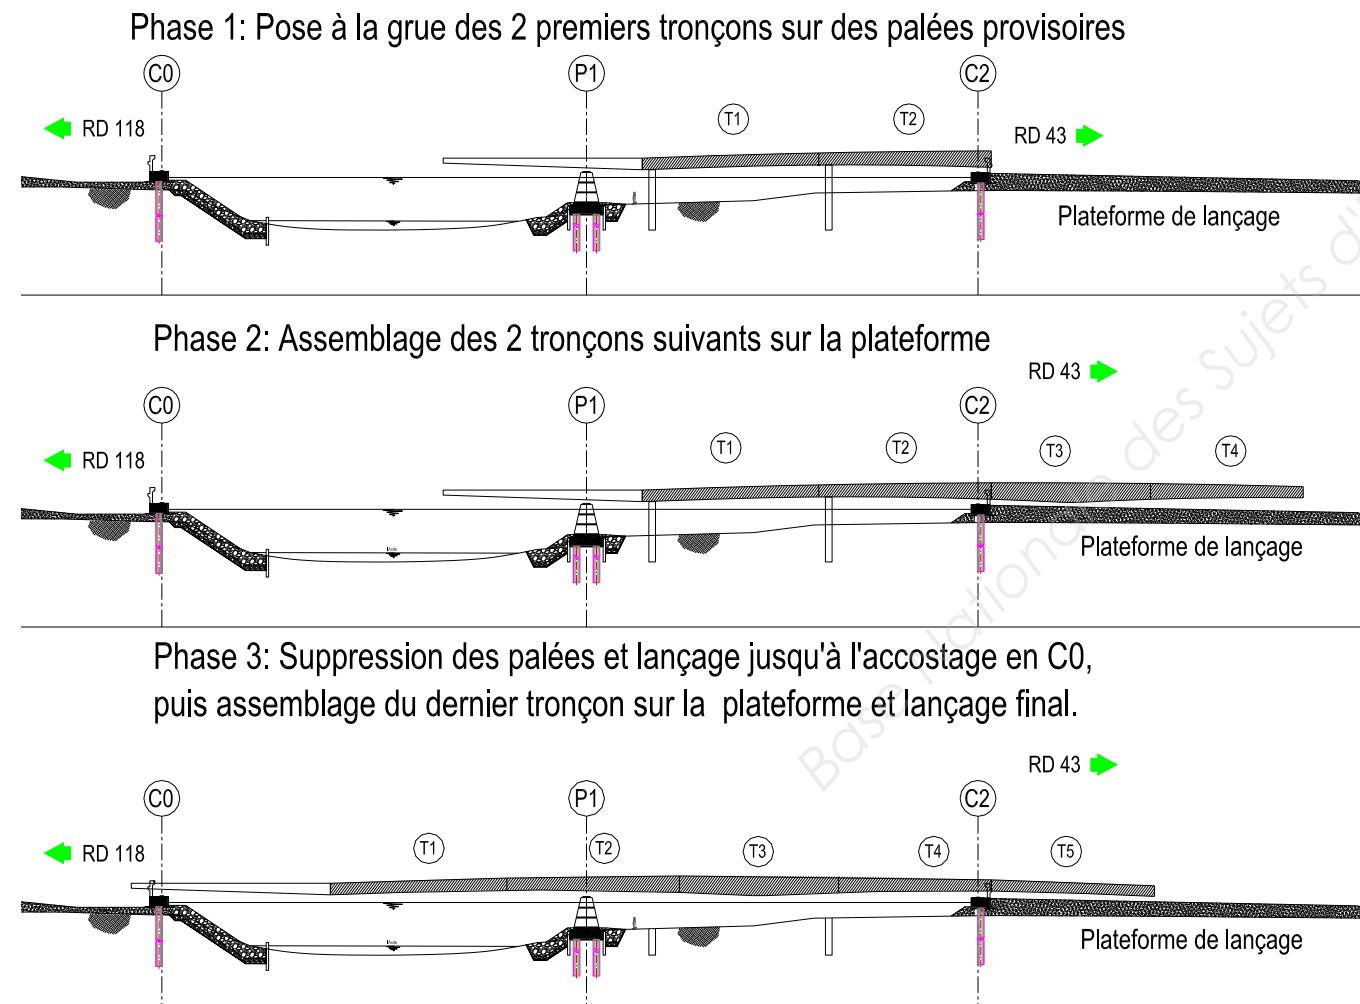 Phase 1: Pose à la grue des 2 premiers tronçons sur des palées provisoires
C0 P1 C2
RD 118 T1 T2 RD 43
Plateforme de lançage
Phase 2: Assemblage des 2 tronçons suivants sur la plateforme
RD 43
C0 P1 C2
RD 118 T1 T2 T3 T4
Plateforme de lançage
Phase 3: Suppression des palées et lançage jusqu'à l'accostage en C0,
puis assemblage du dernier tronçon sur la plateforme et lançage final.
RD 43
C0 P1 C2
RD 118 T1 T2 T3 T4 T5
Plateforme de lançage
Base Nationale des Sujets d'